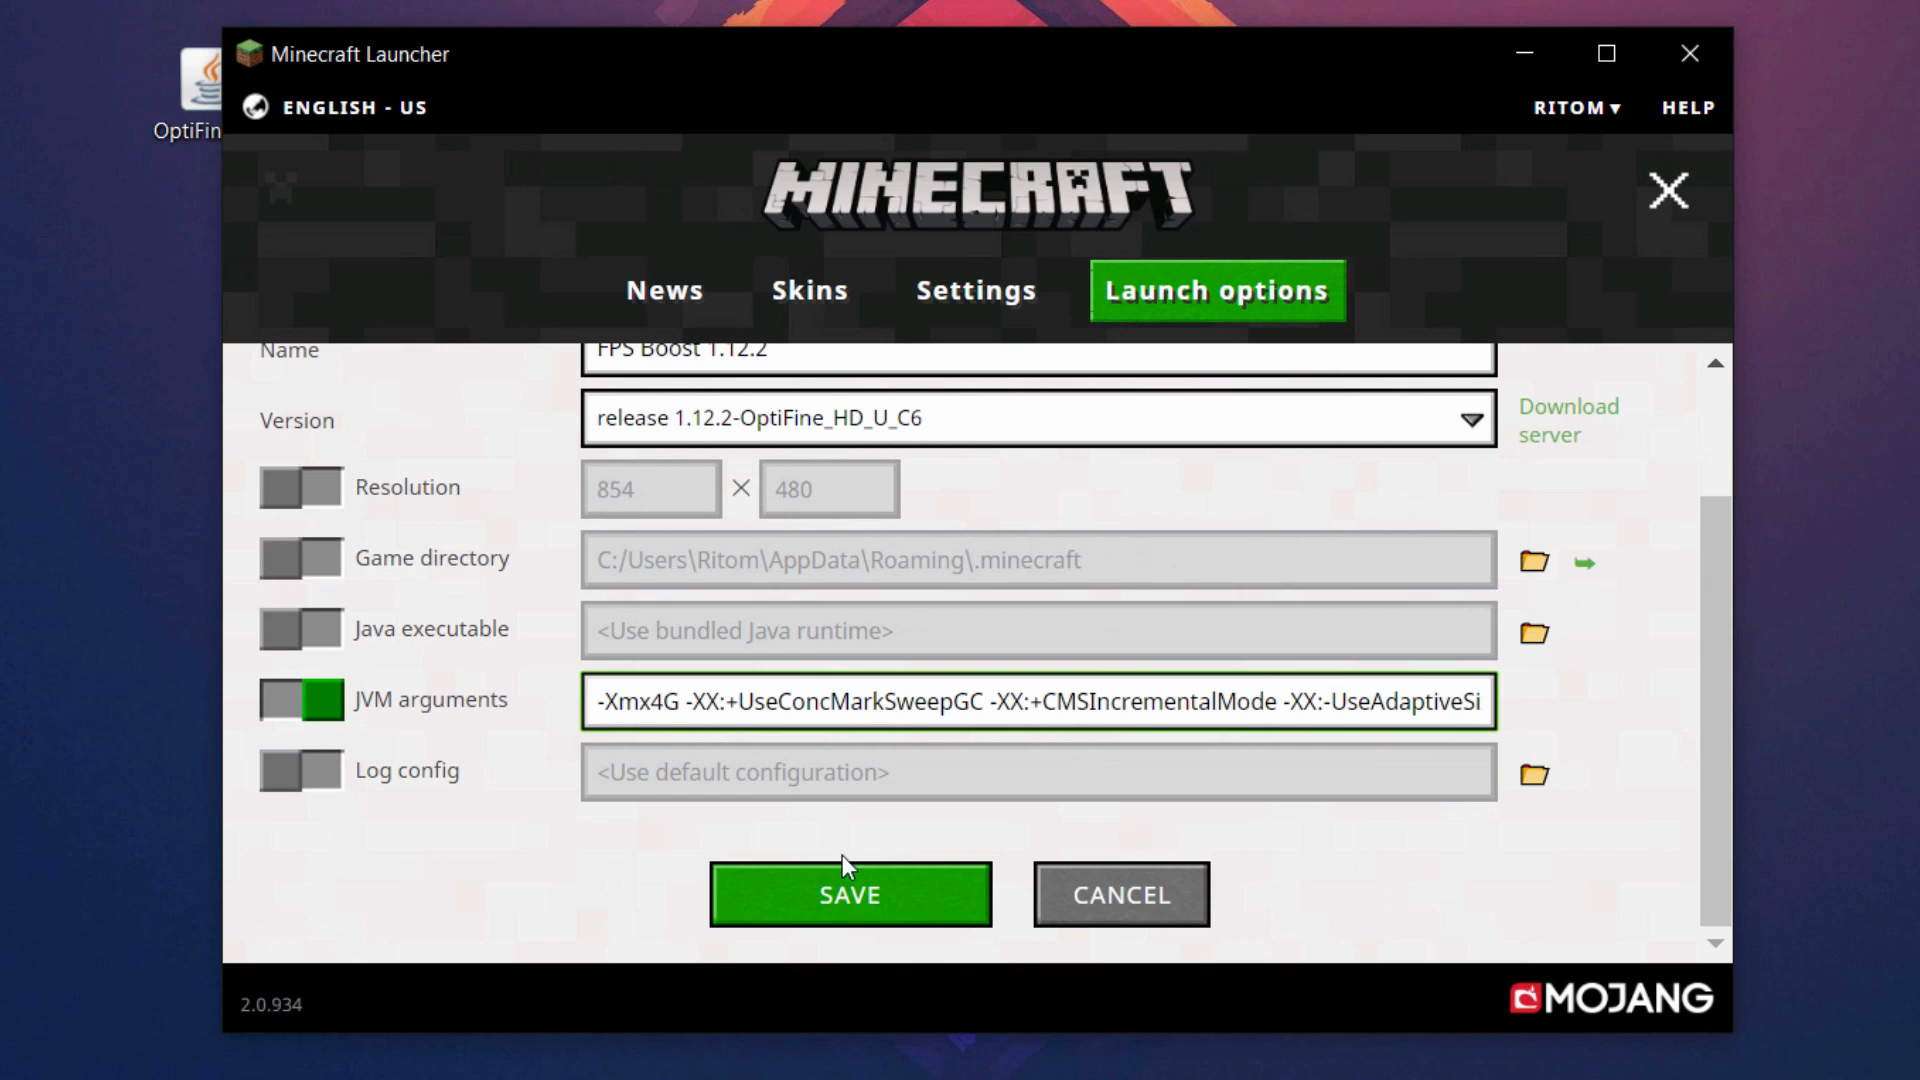 Minecraft Launcher
ENGLISH - US
RITOM ▾
HELP
OptiFin
MINECRAFT
News
Skins
Settings
Launch options
Name
FPS Boost 1.12.2
Version
release 1.12.2-OptiFine_HD_U_C6
Download
server
Resolution
854
480
Game directory
C:/Users\Ritom\AppData\Roaming\.minecraft
Java executable
<Use bundled Java runtime>
JVM arguments
-Xmx4G -XX:+UseConcMarkSweepGC -XX:+CMSIncrementalMode -XX:-UseAdaptiveSi
Log config
<Use default configuration>
SAVE
CANCEL
2.0.934
MOJANG